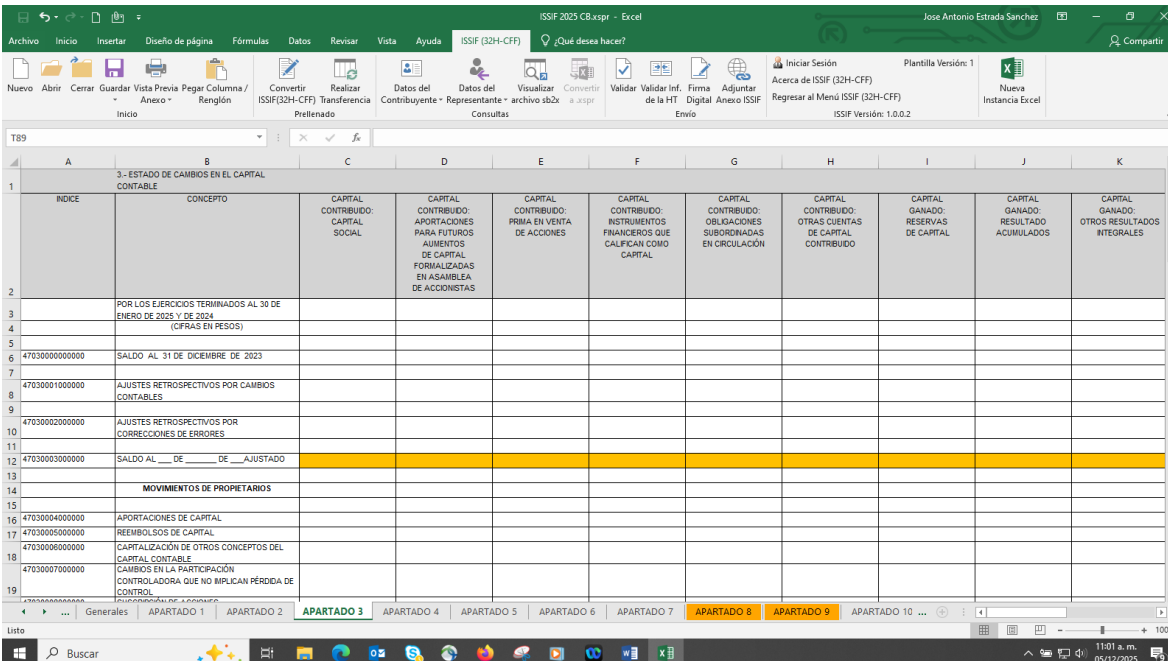 ISSIF 2025 CB.xspr - Excel
Jose Antonio Estrada Sanchez
Archivo Inicio Insertar Diseño de página Fórmulas Datos Revisar Vista Ayuda ISSIF (32H-CFF) ¿Qué desea hacer? Compartir
Nuevo Abrir Cerrar Guardar Vista Previa Pegar Columna / Convertir Realizar Datos del Datos del Visualizar Convertir Validar Validar Inf. Firma Adjuntar Nueva
Anexo Renglón ISSIF(32H-CFF) Transferencia Contribuyente Representante archivo sb2x a .xspr de la HT Digital Anexo ISSIF Instancia Excel
Iniciar Sesión Plantilla Versión: 1
Acerca de ISSIF (32H-CFF)
Regresar al Menú ISSIF (32H-CFF)
Inicio Prellenado Consultas Envío ISSIF Versión: 1.0.0.2
T89 fx
A B C D E F G H I J K
1 3.- ESTADO DE CAMBIOS EN EL CAPITAL
CONTABLE
2 INDICE
CONCEPTO
CAPITAL
CONTRIBUIDO:
CAPITAL
SOCIAL
CAPITAL
CONTRIBUIDO:
APORTACIONES
PARA FUTUROS
AUMENTOS
DE CAPITAL
FORMALIZADAS
EN ASAMBLEA
DE ACCIONISTAS
CAPITAL
CONTRIBUIDO:
PRIMA EN VENTA
DE ACCIONES
CAPITAL
CONTRIBUIDO:
INSTRUMENTOS
FINANCIEROS QUE
CALIFICAN COMO
CAPITAL
CAPITAL
CONTRIBUIDO:
OBLIGACIONES
SUBORDINADAS
EN CIRCULACIÓN
CAPITAL
CONTRIBUIDO:
OTRAS CUENTAS
DE CAPITAL
CONTRIBUIDO
CAPITAL
GANADO:
RESERVAS
DE CAPITAL
CAPITAL
GANADO:
RESULTADO
ACUMULADOS
CAPITAL
GANADO:
OTROS RESULTADOS
INTEGRALES
3 POR LOS EJERCICIOS TERMINADOS AL 30 DE
ENERO DE 2025 Y DE 2024
4 (CIFRAS EN PESOS)
5
6 47030000000000 SALDO AL 31 DE DICIEMBRE DE 2023
7
8 47030001000000 AJUSTES RETROSPECTIVOS POR CAMBIOS
CONTABLES
9
10 47030002000000 AJUSTES RETROSPECTIVOS POR
CORRECCIONES DE ERRORES
11
12 47030003000000 SALDO AL ___ DE _______ DE ___AJUSTADO
13
14 MOVIMIENTOS DE PROPIETARIOS
15
16 47030004000000 APORTACIONES DE CAPITAL
17 47030005000000 REEMBOLSOS DE CAPITAL
18 47030006000000 CAPITALIZACIÓN DE OTROS CONCEPTOS DEL
CAPITAL CONTABLE
19 47030007000000 CAMBIOS EN LA PARTICIPACIÓN
CONTROLADORA QUE NO IMPLICAN PÉRDIDA DE
CONTROL
... Generales APARTADO 1 APARTADO 2 APARTADO 3 APARTADO 4 APARTADO 5 APARTADO 6 APARTADO 7 APARTADO 8 APARTADO 9 APARTADO 10 ...
Listo 100
Buscar
11:01 a. m.
05/12/2025